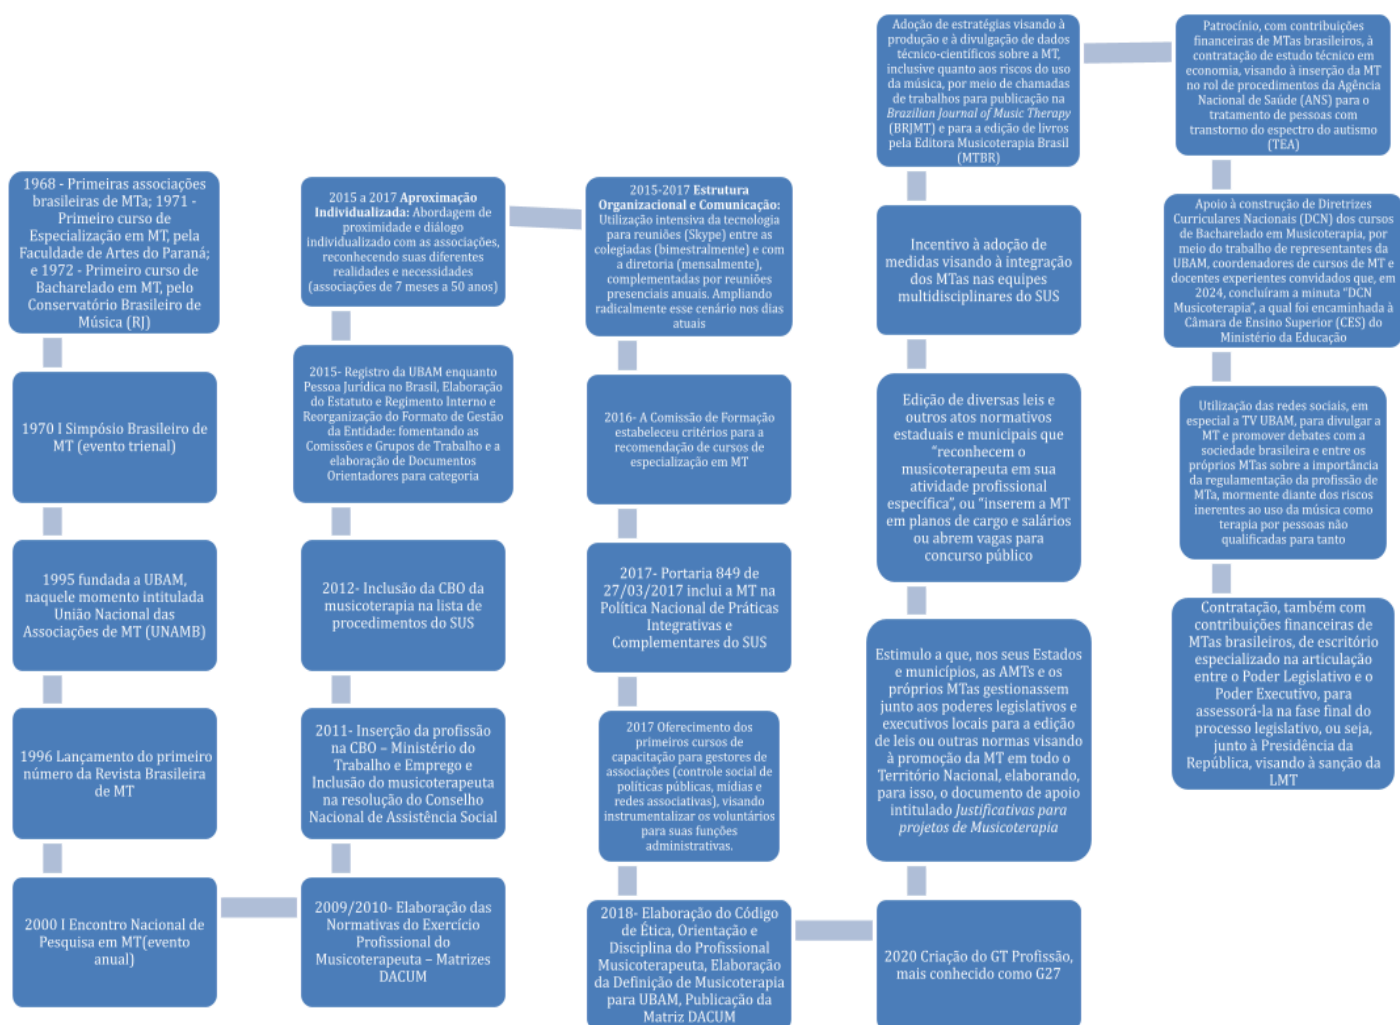 1968 - Primeiras associações
brasileiras de MTa; 1971 -
Primeiro curso de
Especialização em MT, pela
Faculdade de Artes do Paraná;
e 1972 - Primeiro curso de
Bacharelado em MT, pelo
Conservatório Brasileiro de
Música (RJ)
1970 I Simpósio Brasileiro de
MT (evento trienal)
1995 fundada a UBAM,
naquele momento intitulada
União Nacional das
Associações de MT (UNAMB)
1996 Lançamento do primeiro
número da Revista Brasileira
de MT
2000 I Encontro Nacional de
Pesquisa em MT(evento
anual)
2009/2010- Elaboração das
Normativas do Exercício
Profissional do
Musicoterapeuta – Matrizes
DACUM
2011- Inserção da profissão
na CBO – Ministério do
Trabalho e Emprego e
Inclusão do musicoterapeuta
na resolução do Conselho
Nacional de Assistência Social
2012- Inclusão da CBO da
musicoterapia na lista de
procedimentos do SUS
2015- Registro da UBAM enquanto
Pessoa Jurídica no Brasil, Elaboração
do Estatuto e Regimento Interno e
Reorganização do Formato de Gestão
da Entidade: fomentando as
Comissões e Grupos de Trabalho e a
elaboração de Documentos
Orientadores para categoria
2015 a 2017 Aproximação
Individualizada: Abordagem de
proximidade e diálogo
individualizado com as associações,
reconhecendo suas diferentes
realidades e necessidades
(associações de 7 meses a 50 anos)
2015-2017 Estrutura
Organizacional e Comunicação:
Utilização intensiva da tecnologia
para reuniões (Skype) entre as
colegiadas (bimestralmente) e com
a diretoria (mensalmente),
complementadas por reuniões
presenciais anuais. Ampliando
radicalmente esse cenário nos dias
atuais
2016- A Comissão de Formação
estabeleceu critérios para a
recomendação de cursos de
especialização em MT
2017- Portaria 849 de
27/03/2017 inclui a MT na
Política Nacional de Práticas
Integrativas e
Complementares do SUS
2017 Oferecimento dos
primeiros cursos de
capacitação para gestores de
associações (controle social de
políticas públicas, mídias e
redes associativas), visando
instrumentalizar os voluntários
para suas funções
administrativas.
2018- Elaboração do Código
de Ética, Orientação e
Disciplina do Profissional
Musicoterapeuta, Elaboração
da Definição de Musicoterapia
para UBAM, Publicação da
Matriz DACUM
2020 Criação do GT Profissão,
mais conhecido como G27
Estimulo a que, nos seus Estados
e municípios, as AMTs e os
próprios MTas gestionassem
junto aos poderes legislativos e
executivos locais para a edição
de leis ou outras normas visando
à promoção da MT em todo o
Território Nacional, elaborando,
para isso, o documento de apoio
intitulado Justificativas para
projetos de Musicoterapia
Edição de diversas leis e
outros atos normativos
estaduais e municipais que
“reconhecem o
musicoterapeuta em sua
atividade profissional
específica”, ou “inserem a MT
em planos de cargo e salários
ou abrem vagas para
concurso público
Incentivo à adoção de
medidas visando à integração
dos MTas nas equipes
multidisciplinares do SUS
Adoção de estratégias visando à
produção e à divulgação de dados
técnico-científicos sobre a MT,
inclusive quanto aos riscos do uso
da música, por meio de chamadas
de trabalhos para publicação na
Brazilian Journal of Music Therapy
(BRJMT) e para a edição de livros
pela Editora Musicoterapia Brasil
(MTBR)
Patrocínio, com contribuições
financeiras de MTas brasileiros, à
contratação de estudo técnico em
economia, visando à inserção da MT
no rol de procedimentos da Agência
Nacional de Saúde (ANS) para o
tratamento de pessoas com
transtorno do espectro do autismo
(TEA)
Apoio à construção de Diretrizes
Curriculares Nacionais (DCN) dos cursos
de Bacharelado em Musicoterapia, por
meio do trabalho de representantes da
UBAM, coordenadores de cursos de MT e
docentes experientes convidados que, em
2024, concluíram a minuta “DCN
Musicoterapia”, a qual foi encaminhada à
Câmara de Ensino Superior (CES) do
Ministério da Educação
Utilização das redes sociais, em
especial a TV UBAM, para divulgar a
MT e promover debates com a
sociedade brasileira e entre os
próprios MTas sobre a importância
da regulamentação da profissão de
MTa, mormente diante dos riscos
inerentes ao uso da música como
terapia por pessoas não
qualificadas para tanto
Contratação, também com
contribuições financeiras de
MTas brasileiros, de escritório
especializado na articulação
entre o Poder Legislativo e o
Poder Executivo, para
assessorá-la na fase final do
processo legislativo, ou seja,
junto à Presidência da
República, visando à sanção da
LMT